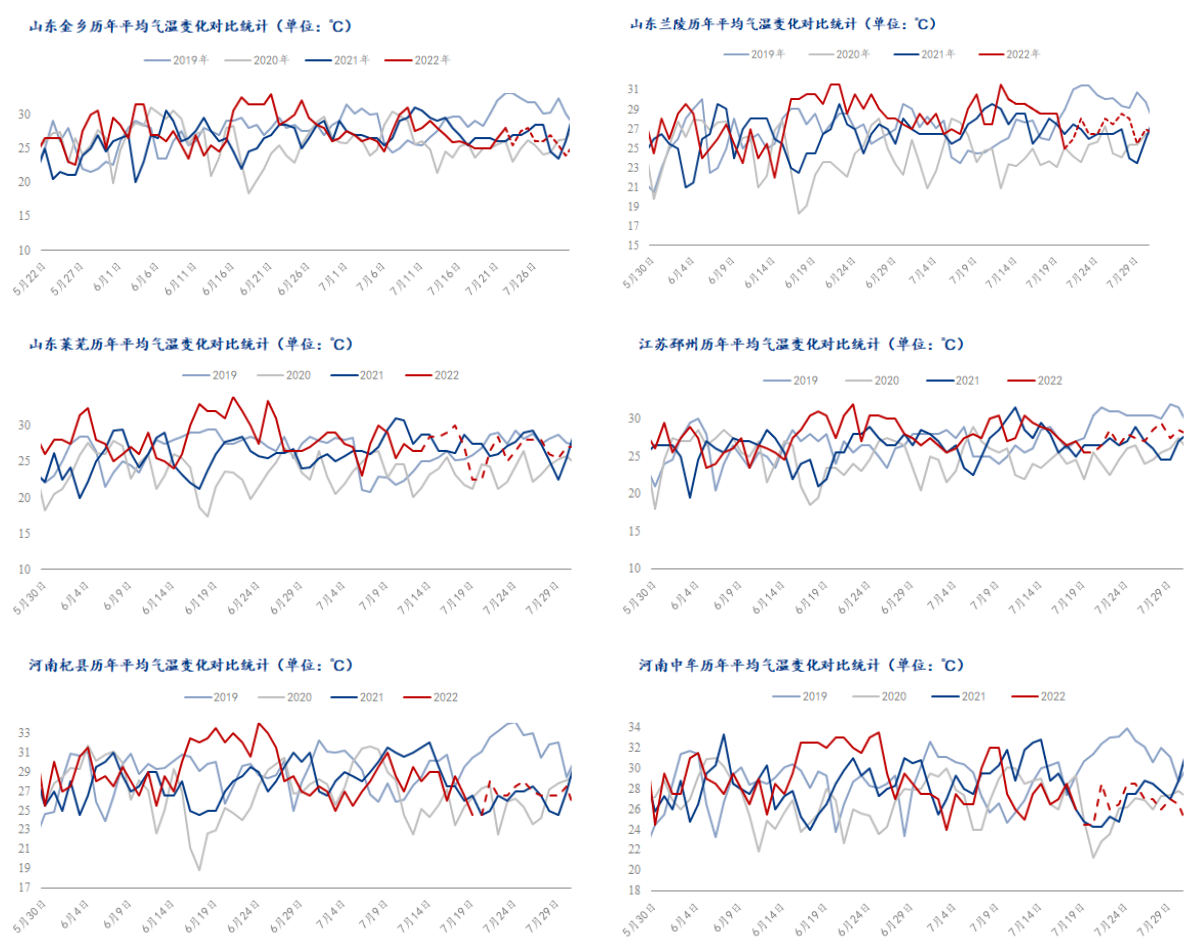 山东金乡历年平均气温变化对比统计（单位：℃）
2019年 2020年 2021年 2022年
30
25
20
15
10
5月22日 5月27日 6月1日 6月6日 6月11日 6月16日 6月21日 6月26日 7月1日 7月6日 7月11日 7月16日 7月21日 7月26日
山东兰陵历年平均气温变化对比统计（单位：℃）
2019年 2020年 2021年 2022年
31
29
27
25
23
21
19
17
15
5月30日 6月4日 6月9日 6月14日 6月19日 6月24日 6月29日 7月4日 7月9日 7月14日 7月19日 7月24日 7月29日
山东莱芜历年平均气温变化对比统计（单位：℃）
2019 2020 2021 2022
30
25
20
15
10
5月30日 6月4日 6月9日 6月14日 6月19日 6月24日 6月29日 7月4日 7月9日 7月14日 7月19日 7月24日 7月29日
江苏邳州历年平均气温变化对比统计（单位：℃）
2019 2020 2021 2022
30
25
20
15
10
5月30日 6月4日 6月9日 6月14日 6月19日 6月24日 6月29日 7月4日 7月9日 7月14日 7月19日 7月24日 7月29日
河南杞县历年平均气温变化对比统计（单位：℃）
2019 2020 2021 2022
33
31
29
27
25
23
21
19
17
5月30日 6月4日 6月9日 6月14日 6月19日 6月24日 6月29日 7月4日 7月9日 7月14日 7月19日 7月24日 7月29日
河南中牟历年平均气温变化对比统计（单位：℃）
2019 2020 2021 2022
34
32
30
28
26
24
22
20
18
5月30日 6月4日 6月9日 6月14日 6月19日 6月24日 6月29日 7月4日 7月9日 7月14日 7月19日 7月24日 7月29日